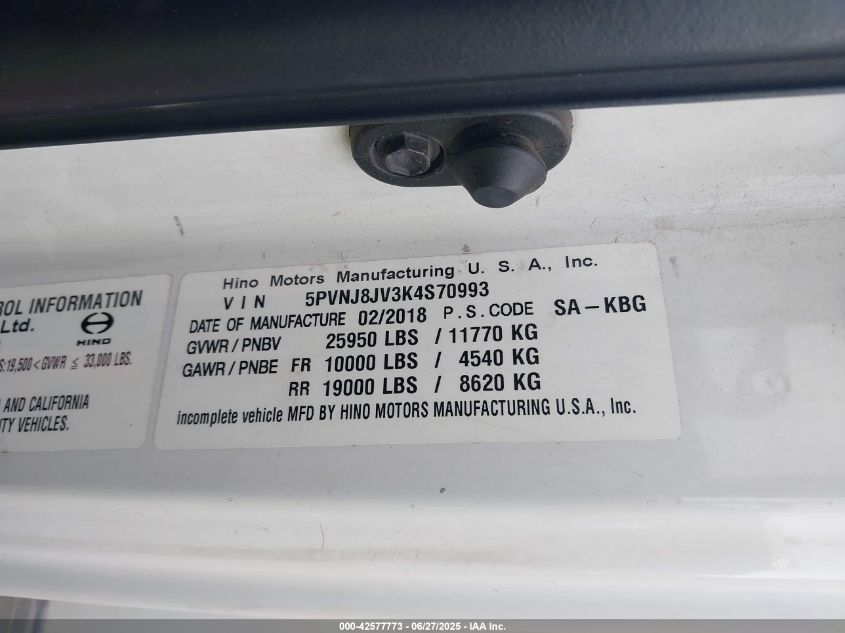 ROL INFORMATION
Ltd.
HINO
S:19,500 < GVWR ≤ 33,000 LBS.
AND CALIFORNIA
TY VEHICLES.
Hino Motors Manufacturing U. S. A., Inc.
VIN 5PVNJ8JV3K4S70993
DATE OF MANUFACTURE 02/2018 P.S.CODE SA-KBG
GVWR / PNBV 25950 LBS / 11770 KG
GAWR / PNBE FR 10000 LBS / 4540 KG
RR 19000 LBS / 8620 KG
incomplete vehicle MFD BY HINO MOTORS MANUFACTURING U.S.A., Inc.
000-42577773 - 06/27/2025 - IAA Inc.